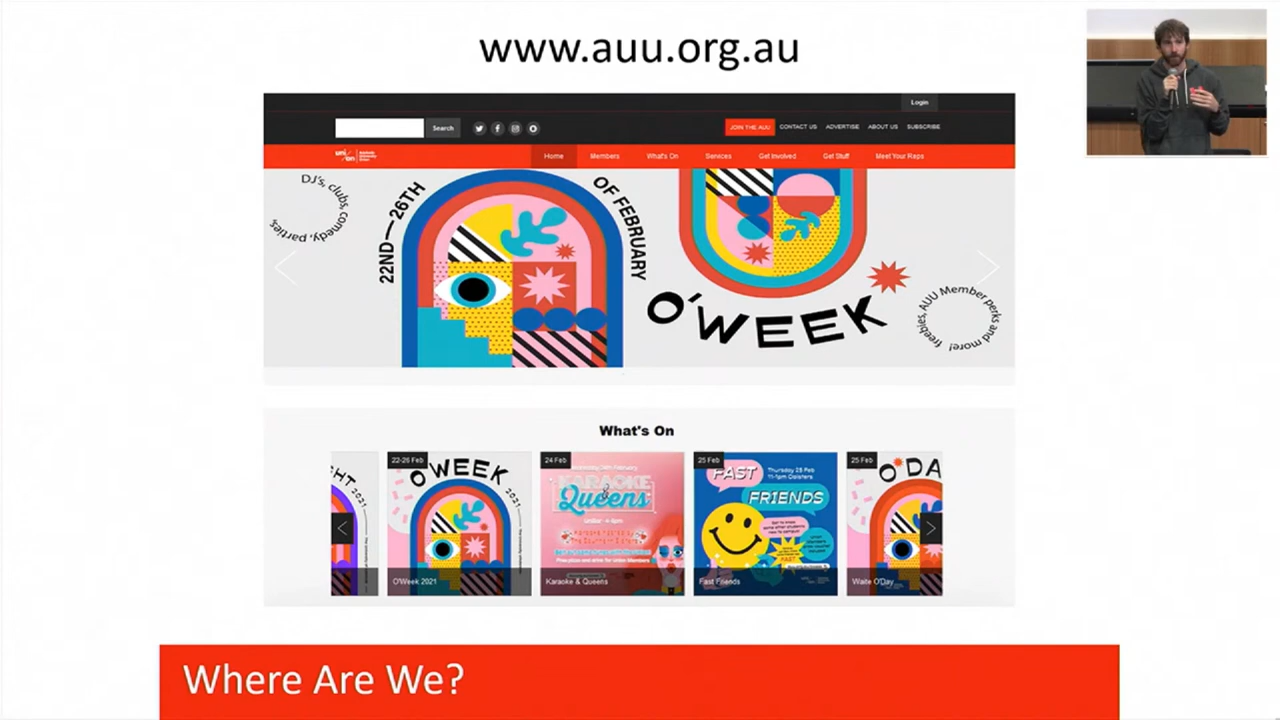 www.auu.org.au
Login
Search
JOIN THE AUU CONTACT US ADVERTISE ABOUT US SUBSCRIBE
Home Members What's On Services Get Involved Get Stuff Meet Your Reps
DJ's, clubs, comedy, parties,
22ND—26TH
OF FEBRUARY
O'WEEK
freebies, AUU Member perks and more!
What's On
22-26 Feb
O'WEEK 2021
O'Week 2021
24 Feb
KARAOKE
&
Queens
Karaoke & Queens
25 Feb
Thursday 25 Feb
FAST
FRIENDS
Fast Friends
25 Feb
O'DA
Waite O'Day
Where Are We?